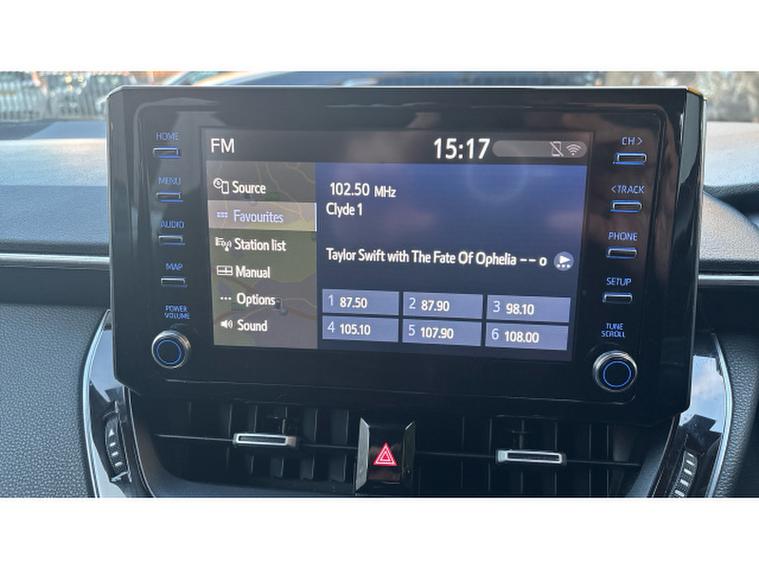 HOME
MENU
AUDIO
MAP
POWER
VOLUME
FM
15:17
Source
Favourites
Station list
Manual
Options
Sound
102.50 MHz
Clyde 1
Taylor Swift with The Fate Of Ophelia -- o
1 87.50
2 87.90
3 98.10
4 105.10
5 107.90
6 108.00
CH >
< TRACK
PHONE
SETUP
TUNE
SCROLL